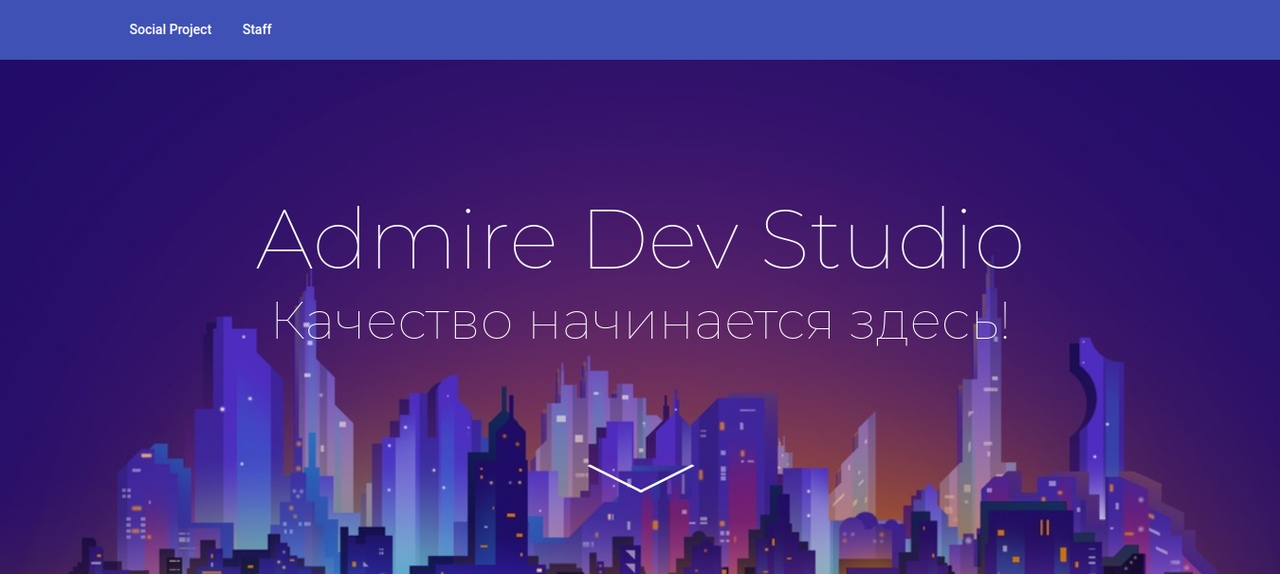 Social Project Staff
Admire Dev Studio
Качество начинается здесь!